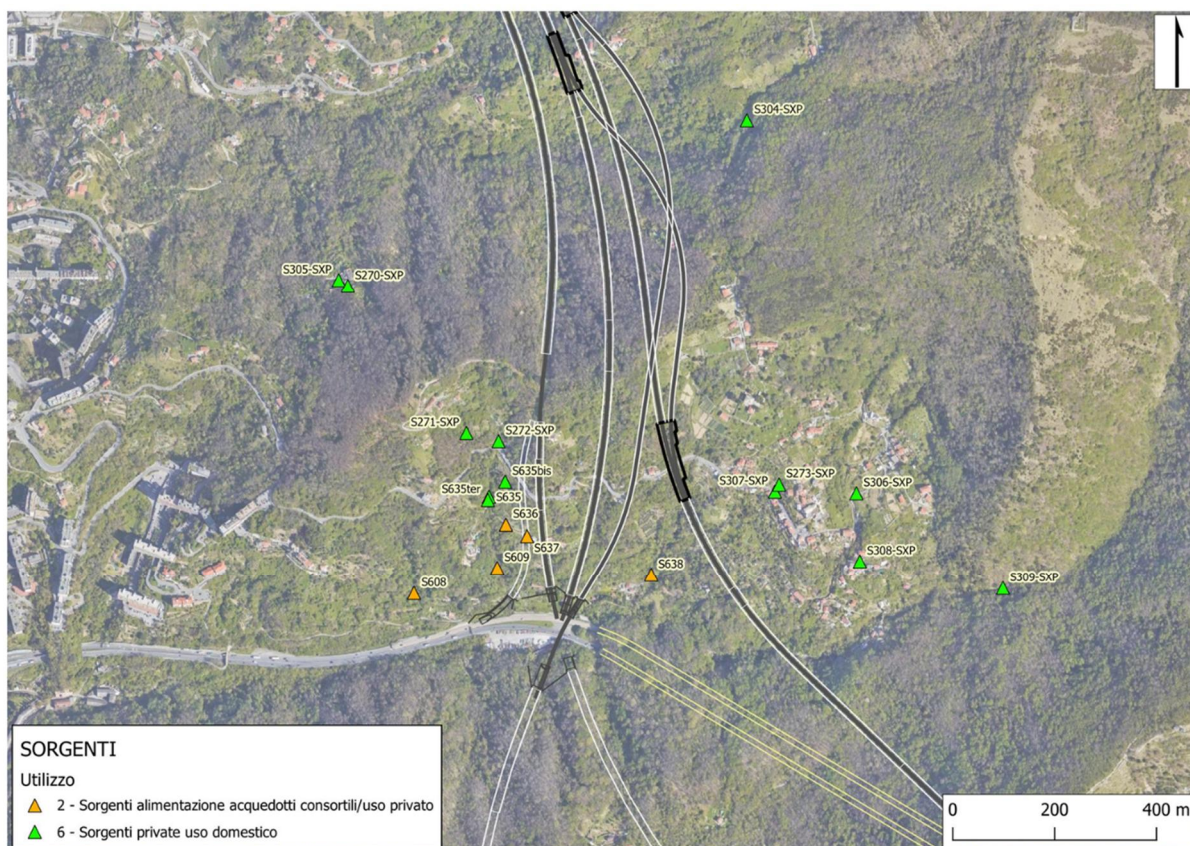 S304-SXP
S305-SXP
S270-SXP
S271-SXP
S272-SXP
S635bis
S635ter
S635
S636
S637
S609
S608
S638
S307-SXP
S273-SXP
S306-SXP
S308-SXP
S309-SXP
SORGENTI
Utilizzo
2 - Sorgenti alimentazione acquedotti consortili/uso privato
6 - Sorgenti private uso domestico
0 200 400 m